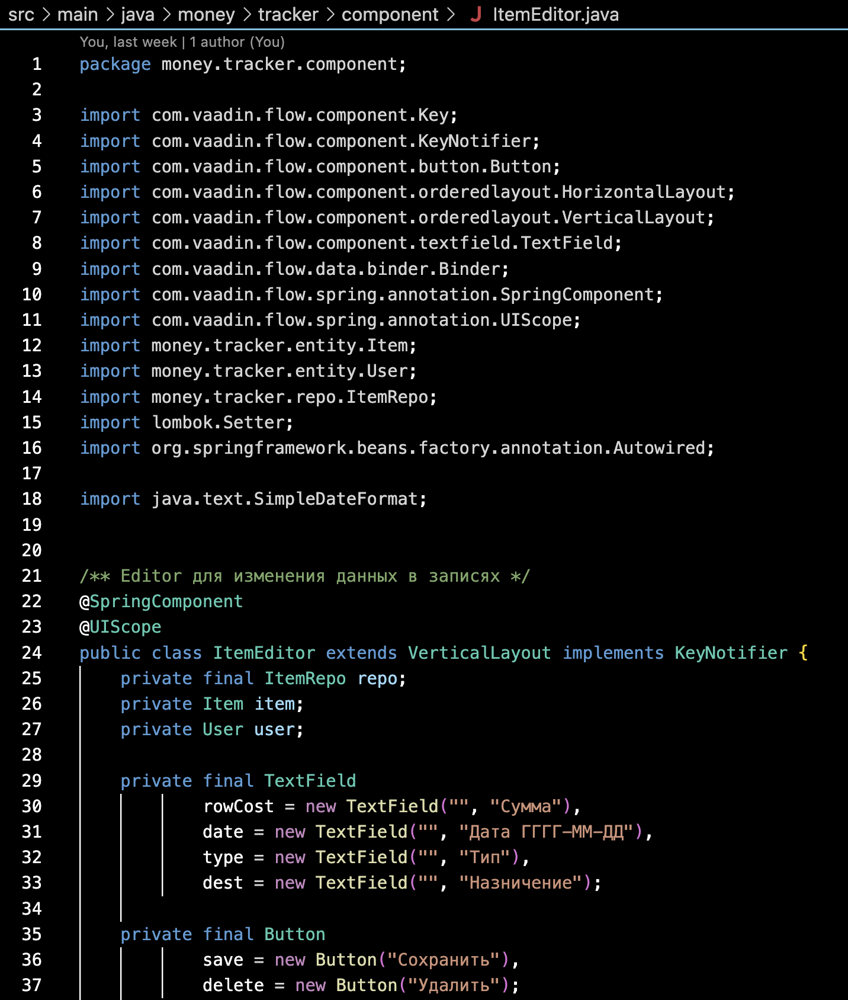 src > main > java > money > tracker > component > J ItemEditor.java
You, last week | 1 author (You)
1 package money.tracker.component;
2
3 import com.vaadin.flow.component.Key;
4 import com.vaadin.flow.component.KeyNotifier;
5 import com.vaadin.flow.component.button.Button;
6 import com.vaadin.flow.component.orderedlayout.HorizontalLayout;
7 import com.vaadin.flow.component.orderedlayout.VerticalLayout;
8 import com.vaadin.flow.component.textfield.TextField;
9 import com.vaadin.flow.data.binder.Binder;
10 import com.vaadin.flow.spring.annotation.SpringComponent;
11 import com.vaadin.flow.spring.annotation.UIScope;
12 import money.tracker.entity.Item;
13 import money.tracker.entity.User;
14 import money.tracker.repo.ItemRepo;
15 import lombok.Setter;
16 import org.springframework.beans.factory.annotation.Autowired;
17
18 import java.text.SimpleDateFormat;
19
20
21 /** Editor для изменения данных в записях */
22 @SpringComponent
23 @UIScope
24 public class ItemEditor extends VerticalLayout implements KeyNotifier {
25 private final ItemRepo repo;
26 private Item item;
27 private User user;
28
29 private final TextField
30 rowCost = new TextField("", "Сумма"),
31 date = new TextField("", "Дата ГГГГ-ММ-ДД"),
32 type = new TextField("", "Тип"),
33 dest = new TextField("", "Назничение");
34
35 private final Button
36 save = new Button("Сохранить"),
37 delete = new Button("Удалить");